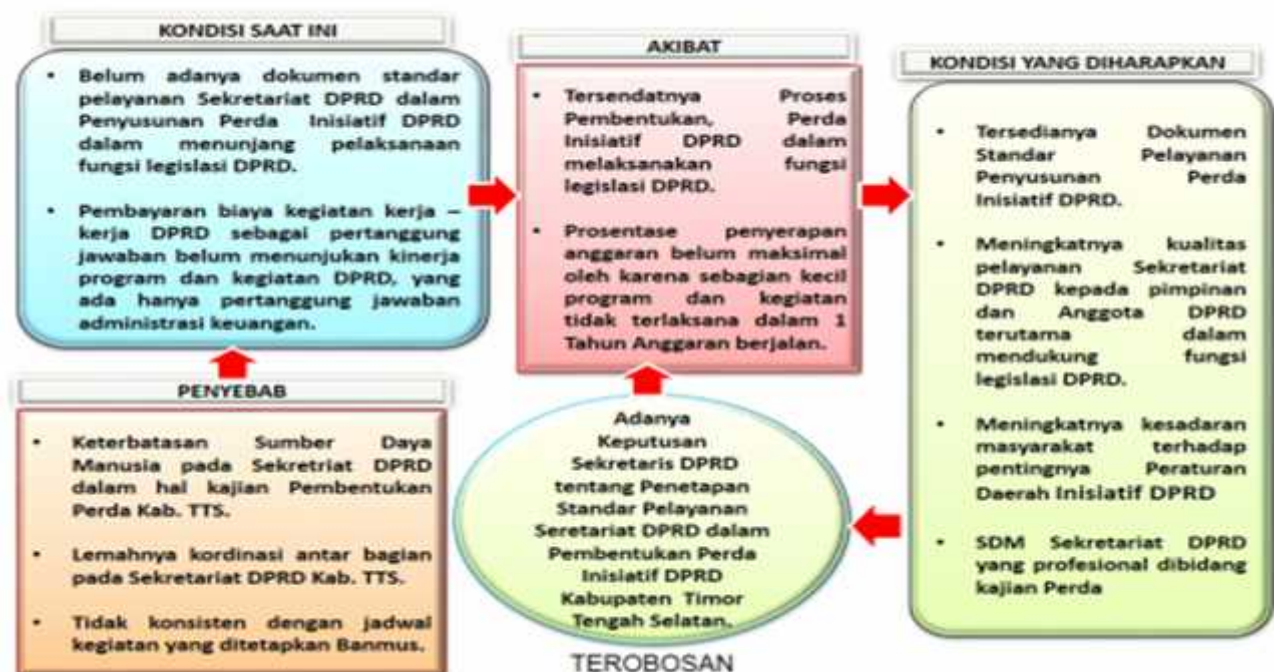 KONDISI SAAT INI
• Belum adanya dokumen standar
pelayanan Sekretariat DPRD dalam
Penyusunan Perda Inisiatif DPRD
dalam menunjang pelaksanaan
fungsi legislasi DPRD.
• Pembayaran biaya kegiatan kerja –
kerja DPRD sebagai pertanggung
jawaban belum menunjukan kinerja
program dan kegiatan DPRD, yang
ada hanya pertanggung jawaban
administrasi keuangan.
PENYEBAB
• Keterbatasan Sumber Daya
Manusia pada Sekretriat DPRD
dalam hal kajian Pembentukan
Perda Kab. TTS.
• Lemahnya kordinasi antar bagian
pada Sekretariat DPRD Kab. TTS.
• Tidak konsisten dengan jadwal
kegiatan yang ditetapkan Banmus.
AKIBAT
• Tersendatnya Proses
Pembentukan, Perda
Inisiatif DPRD dalam
melaksanakan fungsi
legislasi DPRD.
• Prosentase penyerapan
anggaran belum maksimal
oleh karena sebagian kecil
program dan kegiatan
tidak terlaksana dalam 1
Tahun Anggaran berjalan.
Adanya
Keputusan
Sekretaris DPRD
tentang Penetapan
Standar Pelayanan
Seretariat DPRD dalam
Pembentukan Perda
Inisiatif DPRD
Kabupaten Timor
Tengah Selatan.
TEROBOSAN
KONDISI YANG DIHARAPKAN
• Tersedianya Dokumen
Standar Pelayanan
Penyusunan Perda
Inisiatif DPRD.
• Meningkatnya kualitas
pelayanan Sekretariat
DPRD kepada pimpinan
dan Anggota DPRD
terutama dalam
mendukung fungsi
legislasi DPRD.
• Meningkatnya kesadaran
masyarakat terhadap
pentingnya Peraturan
Daerah Inisiatif DPRD
• SDM Sekretariat DPRD
yang profesional dibidang
kajian Perda